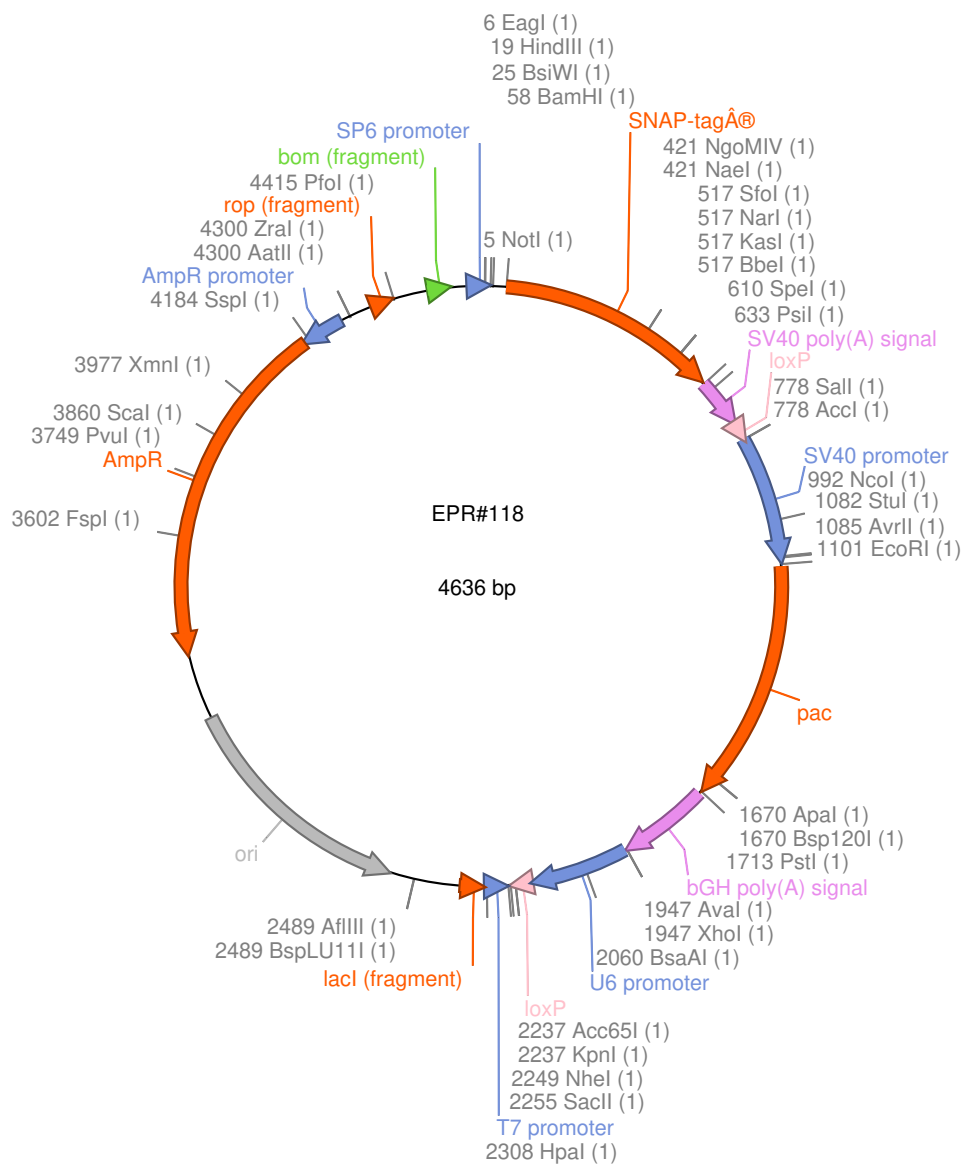 6 EagI (1)
19 HindIII (1)
25 BsiWI (1)
58 BamHI (1)
SNAP-tagÂ®
SP6 promoter
bom (fragment)
4415 PfoI (1)
rop (fragment)
4300 ZraI (1)
4300 AatII (1)
AmpR promoter
4184 SspI (1)
5 NotI (1)
421 NgoMIV (1)
421 NaeI (1)
517 SfoI (1)
517 NarI (1)
517 KasI (1)
517 BbeI (1)
610 SpeI (1)
633 PsiI (1)
SV40 poly(A) signal
loxP
778 SalI (1)
778 AccI (1)
3977 XmnI (1)
3860 ScaI (1)
3749 PvuI (1)
AmpR
3602 FspI (1)
SV40 promoter
992 NcoI (1)
1082 StuI (1)
1085 AvrII (1)
1101 EcoRI (1)
EPR#118
4636 bp
pac
1670 ApaI (1)
1670 Bsp120I (1)
1713 PstI (1)
bGH poly(A) signal
1947 AvaI (1)
1947 XhoI (1)
2060 BsaAI (1)
U6 promoter
ori
2489 AflIII (1)
2489 BspLU11I (1)
lacI (fragment)
loxP
2237 Acc65I (1)
2237 KpnI (1)
2249 NheI (1)
2255 SacII (1)
T7 promoter
2308 HpaI (1)